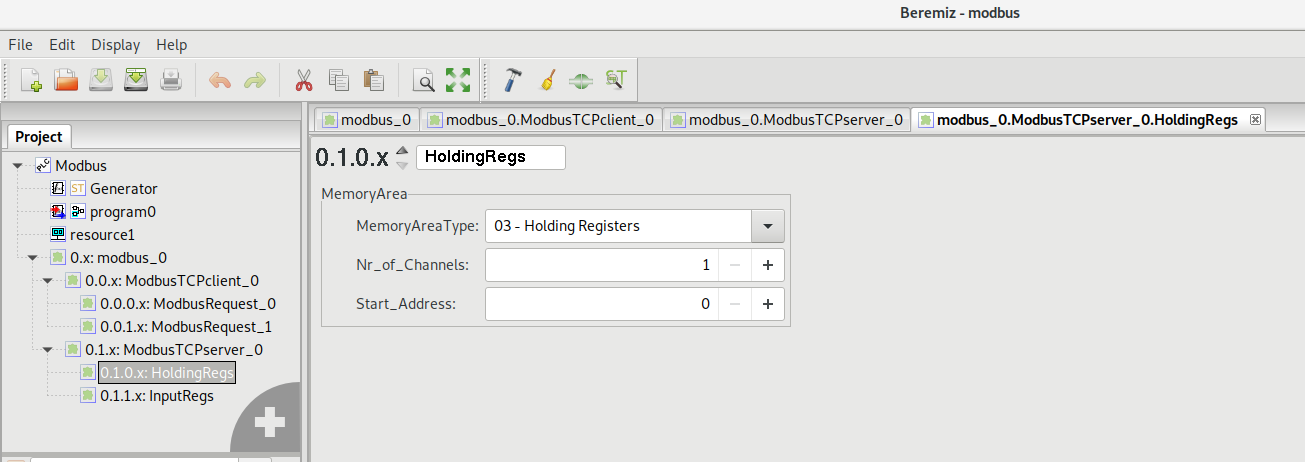 Beremiz - modbus
File Edit Display Help
ST
Project
modbus_0 modbus_0.ModbusTCPclient_0 modbus_0.ModbusTCPserver_0 modbus_0.ModbusTCPserver_0.HoldingRegs
Modbus
ST Generator
program0
resource1
0.x: modbus_0
0.0.x: ModbusTCPclient_0
0.0.0.x: ModbusRequest_0
0.0.1.x: ModbusRequest_1
0.1.x: ModbusTCPserver_0
0.1.0.x: HoldingRegs
0.1.1.x: InputRegs
0.1.0.x HoldingRegs
MemoryArea
MemoryAreaType: 03 - Holding Registers
Nr_of_Channels: 1
Start_Address: 0